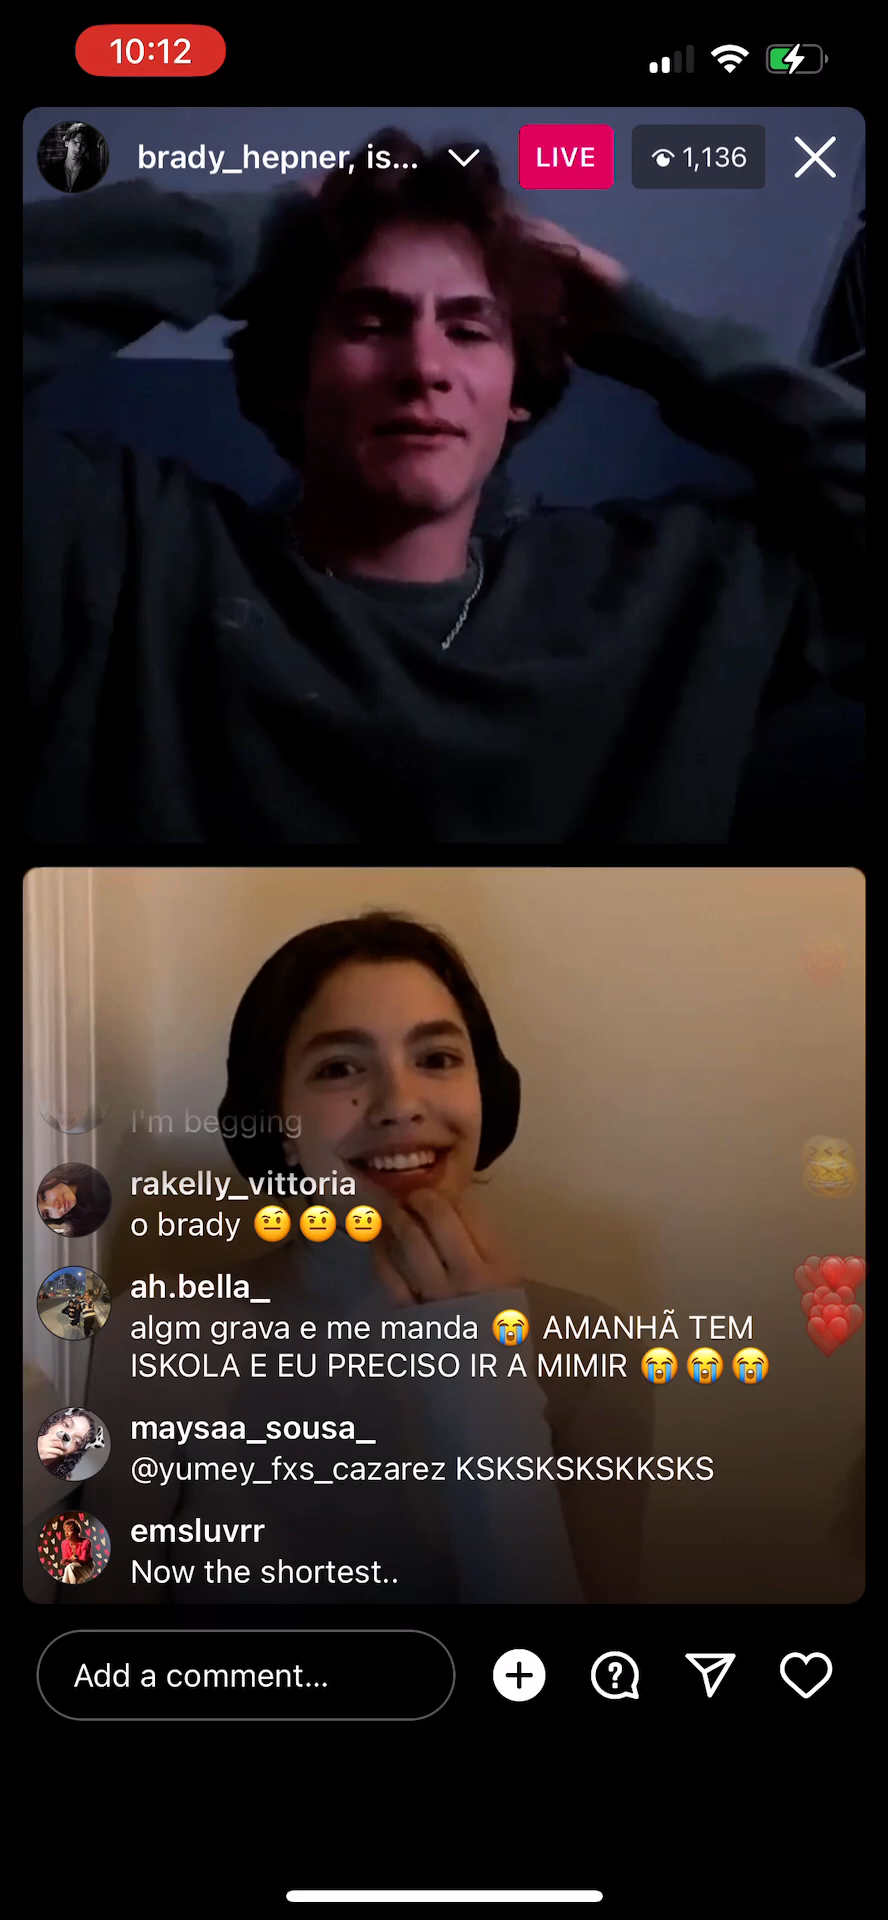 10:12
brady_hepner, is...
LIVE
1,136
I'm begging
rakelly_vittoria
o brady 🤨🤨🤨
ah.bella_
algm grava e me manda 😭 AMANHÃ TEM
ISKOLA E EU PRECISO IR A MIMIR 😭😭😭
maysaa_sousa_
@yumey_fxs_cazarez KSKSKSKSKKSKS
emsluvrr
Now the shortest..
Add a comment...